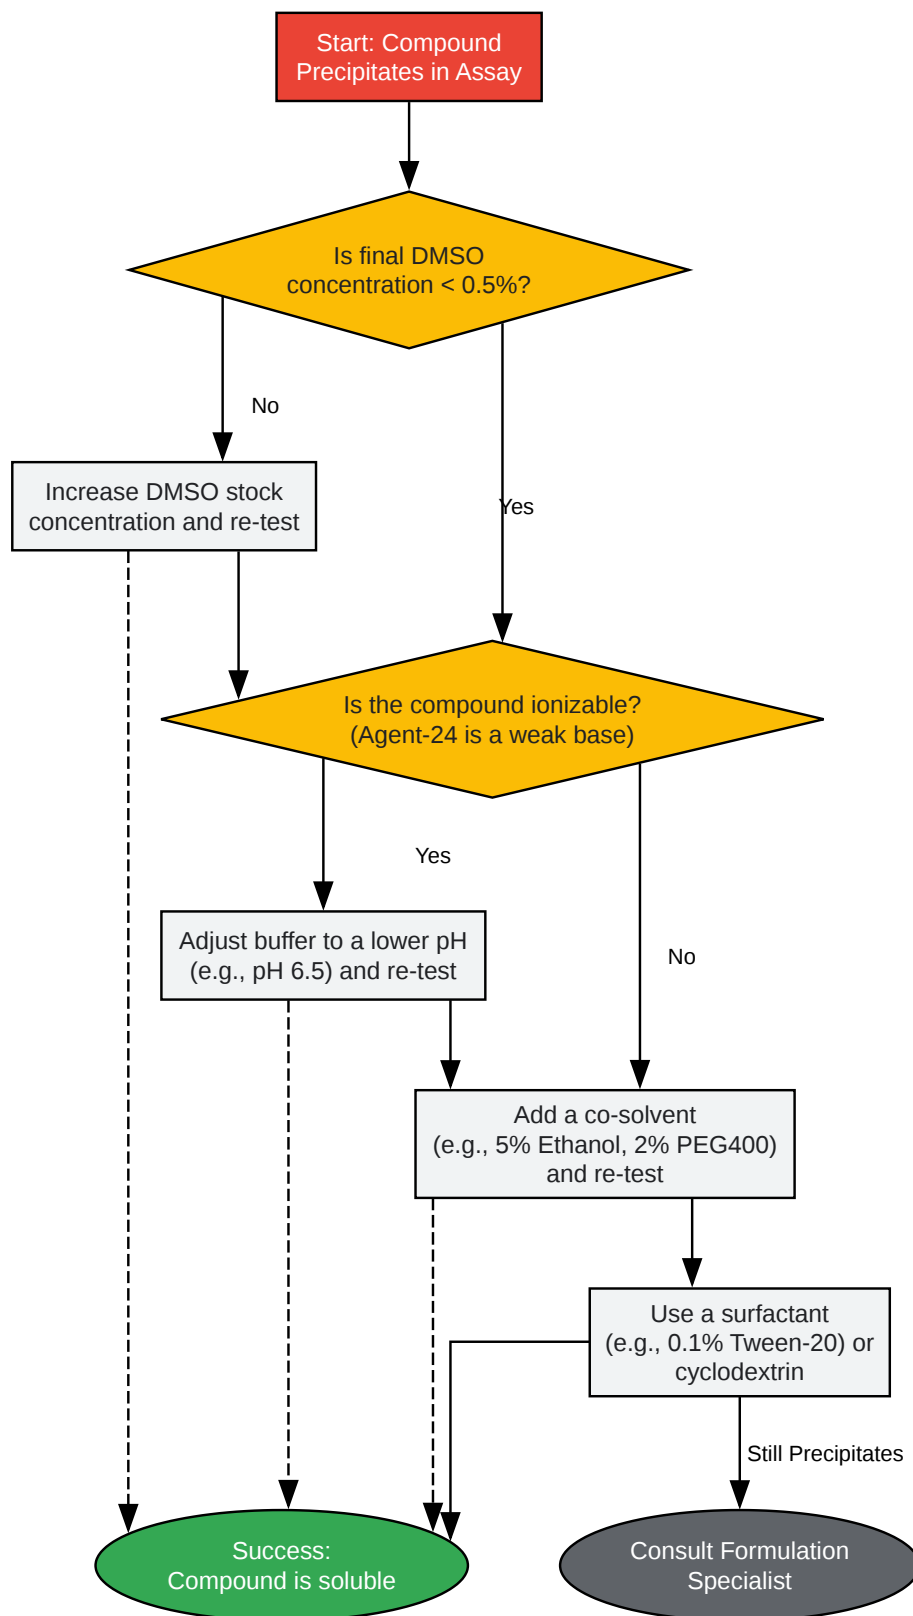 Start: Compound
Precipitates in Assay
Is final DMSO
concentration < 0.5%?
No
Yes
Increase DMSO stock
concentration and re-test
Is the compound ionizable?
(Agent-24 is a weak base)
Yes
No
Adjust buffer to a lower pH
(e.g., pH 6.5) and re-test
Add a co-solvent
(e.g., 5% Ethanol, 2% PEG400)
and re-test
Use a surfactant
(e.g., 0.1% Tween-20) or
cyclodextrin
Still Precipitates
Success:
Compound is soluble
Consult Formulation
Specialist